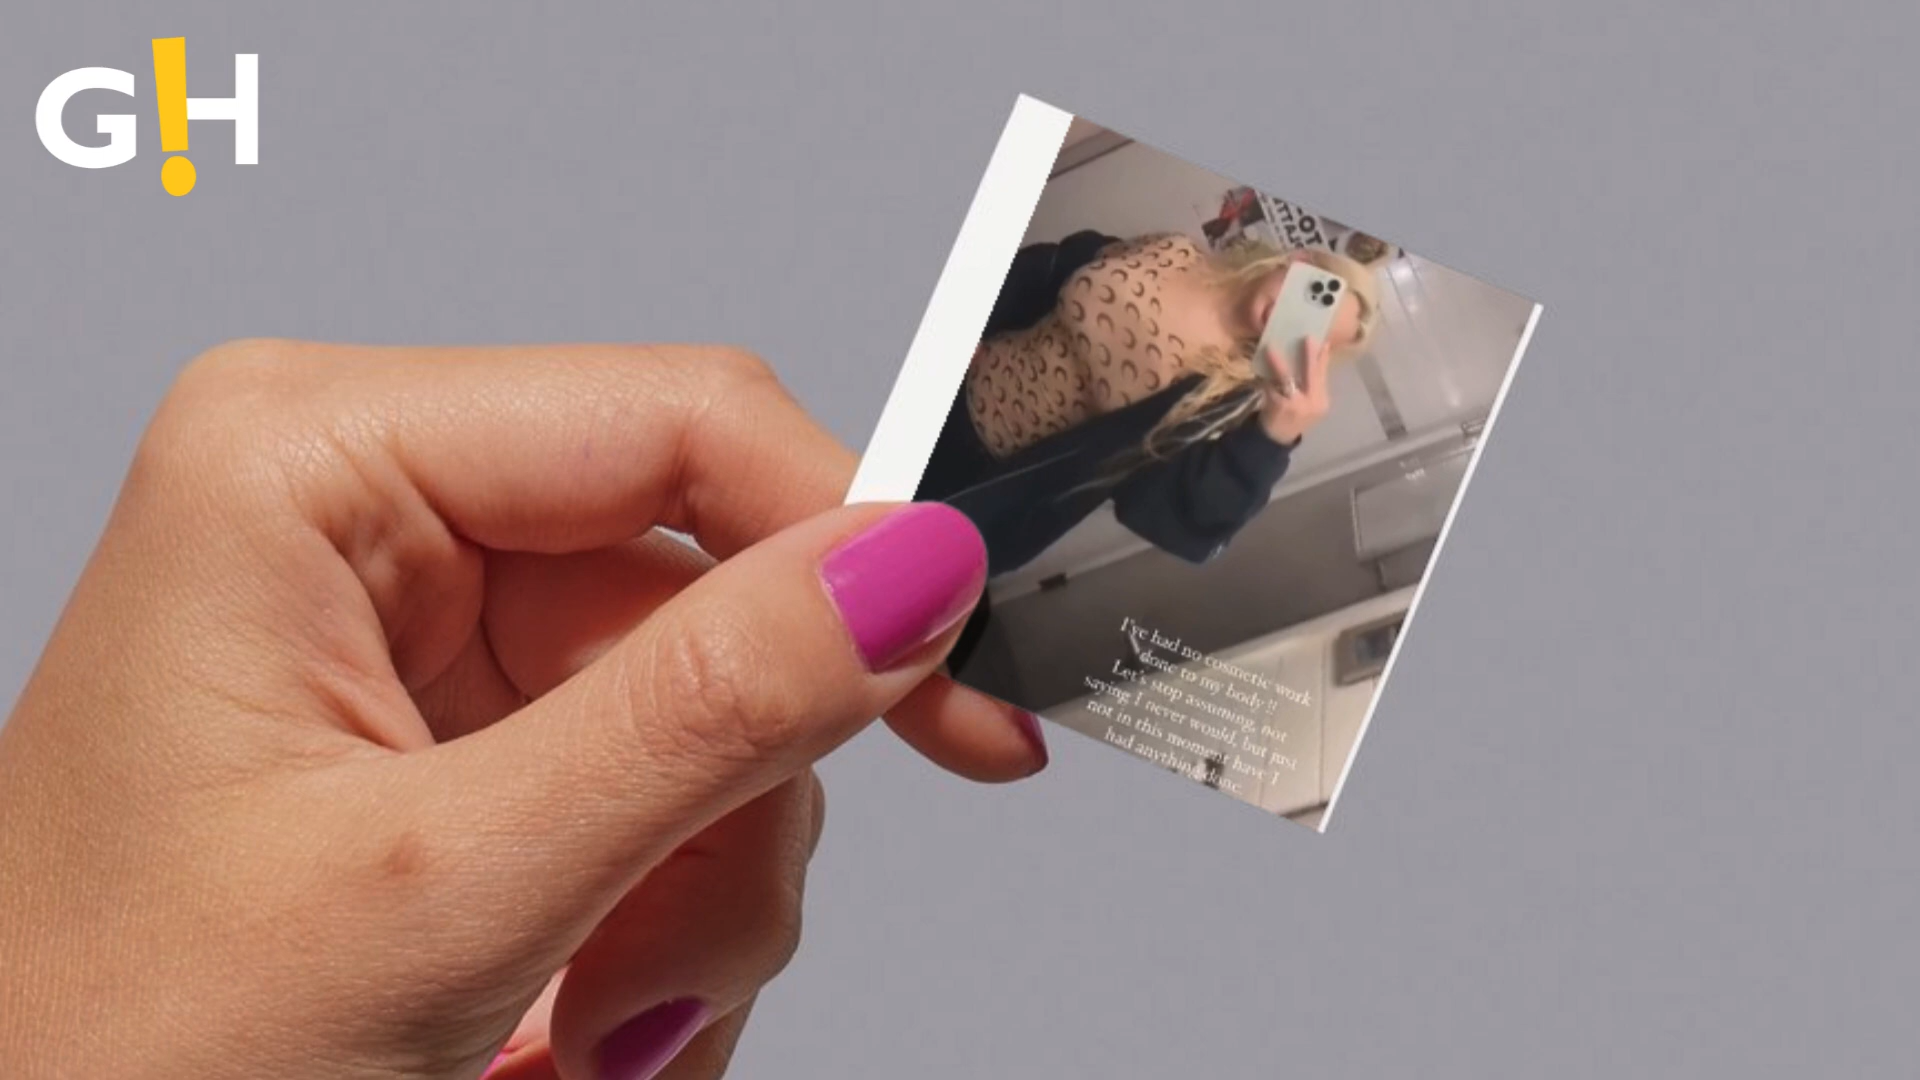 G!H
I've had no cosmetic work
done to my body !!
Let's stop assuming, not
saying I never would, but just
not in this moment have I
had anything done.